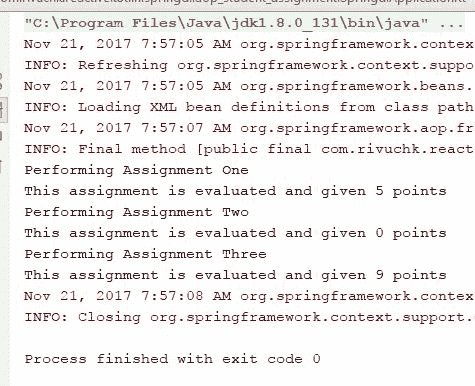 "C:\Program Files\Java\jdk1.8.0_131\bin\java" ...
Nov 21, 2017 7:57:05 AM org.springframework.contex
INFO: Refreshing org.springframework.context.suppo
Nov 21, 2017 7:57:05 AM org.springframework.beans.
INFO: Loading XML bean definitions from class path
Nov 21, 2017 7:57:07 AM org.springframework.aop.fr
INFO: Final method [public final com.rivuchk.react
Performing Assignment One
This assignment is evaluated and given 5 points
Performing Assignment Two
This assignment is evaluated and given 0 points
Performing Assignment Three
This assignment is evaluated and given 9 points
Nov 21, 2017 7:57:08 AM org.springframework.contex
INFO: Closing org.springframework.context.support.
Process finished with exit code 0